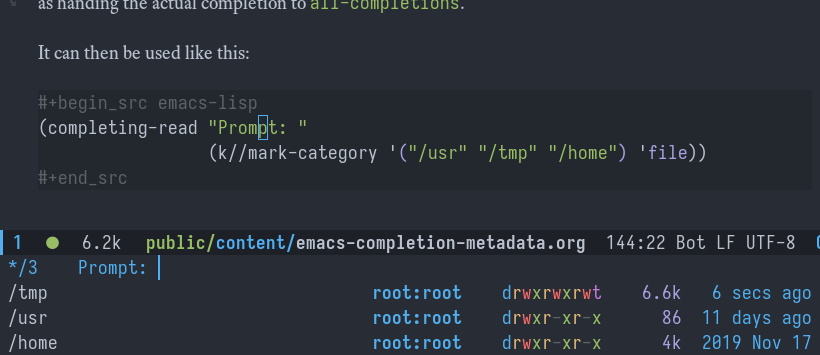 as handing the actual completion to all-completions.
It can then be used like this:
#+begin_src emacs-lisp
(completing-read "Prompt: "
(k//mark-category '("/usr" "/tmp" "/home") 'file))
#+end_src
1 ● 6.2k public/content/emacs-completion-metadata.org 144:22 Bot LF UTF-8
*/3 Prompt:
/tmp root:root drwxrwxrwt 6.6k 6 secs ago
/usr root:root drwxr-xr-x 86 11 days ago
/home root:root drwxr-xr-x 4k 2019 Nov 17